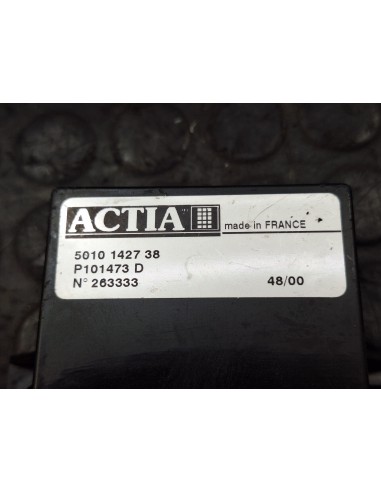 ACTIA made in FRANCE
5010 1427 38
P101473 D
N° 263333 48/00